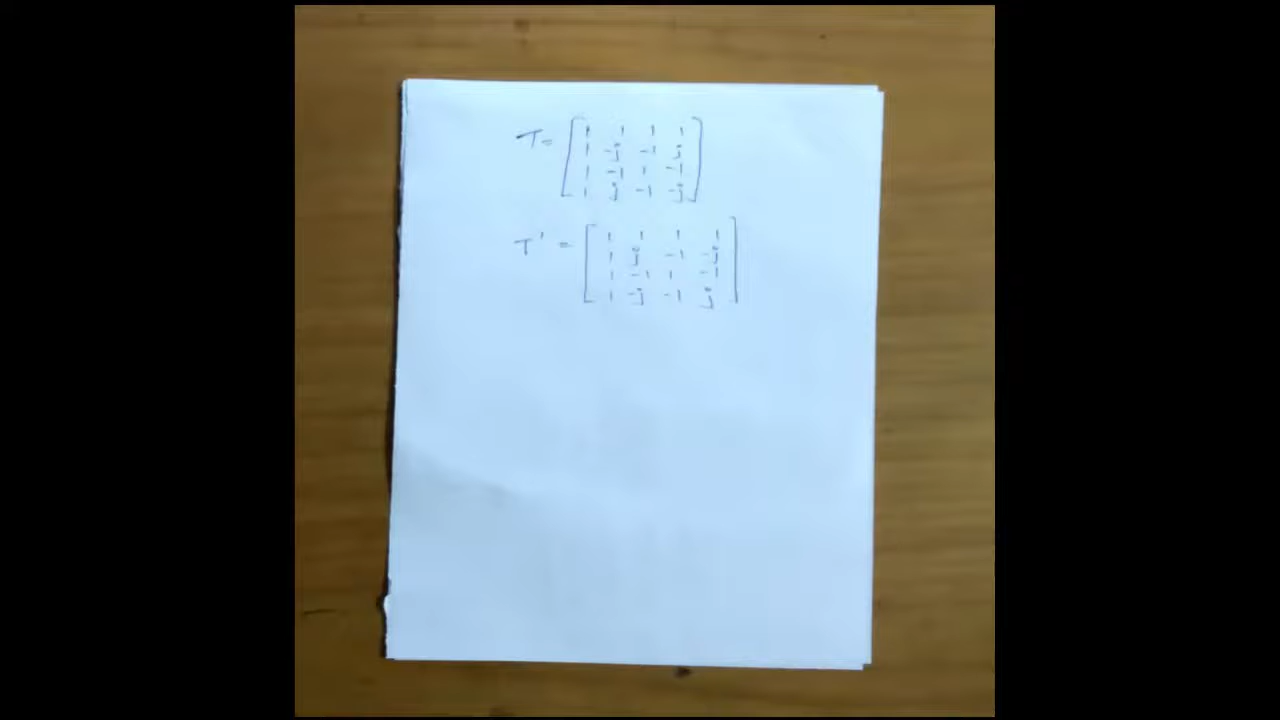 T = [ 1 1 1 1
1 -j -1 j
1 -1 1 -1
1 j -1 -j ]
T' = [ 1 1 1 1
1 j -1 -j
1 -1 1 -1
1 -j -1 j ]